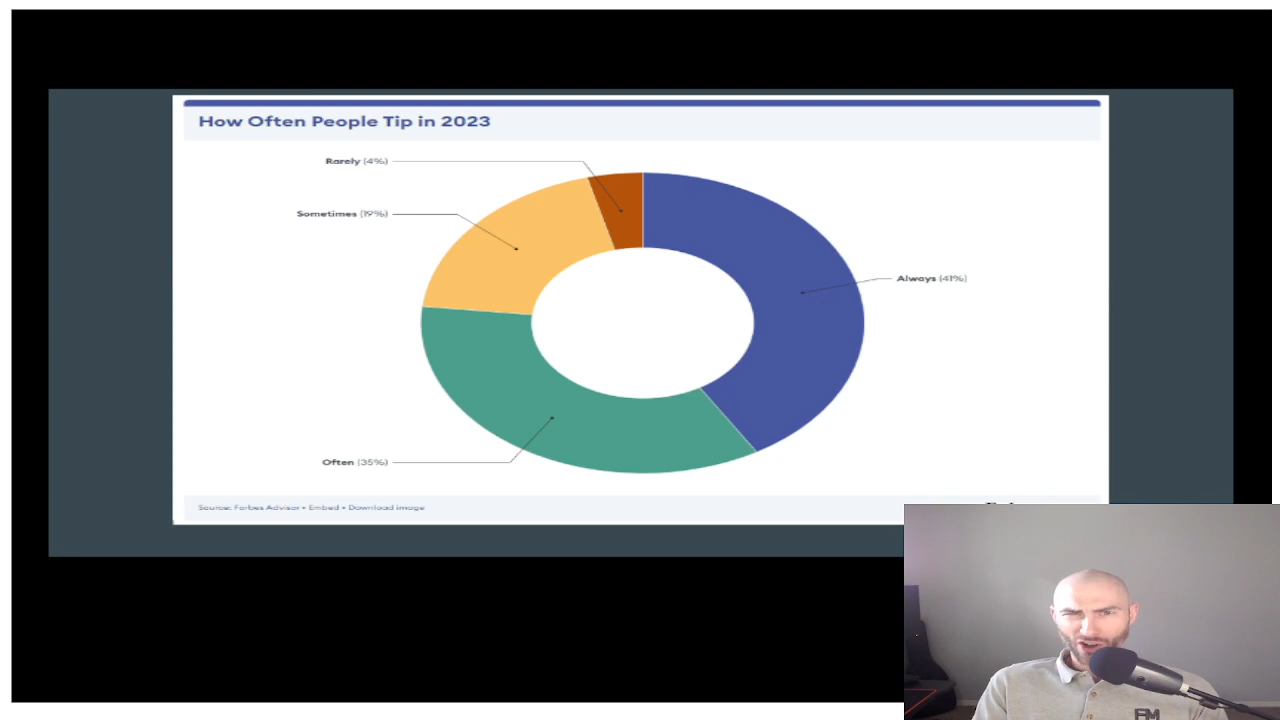 How Often People Tip in 2023
Rarely (4%)
Sometimes (19%)
Always (41%)
Often (35%)
Source: Forbes Advisor • Embed • Download image